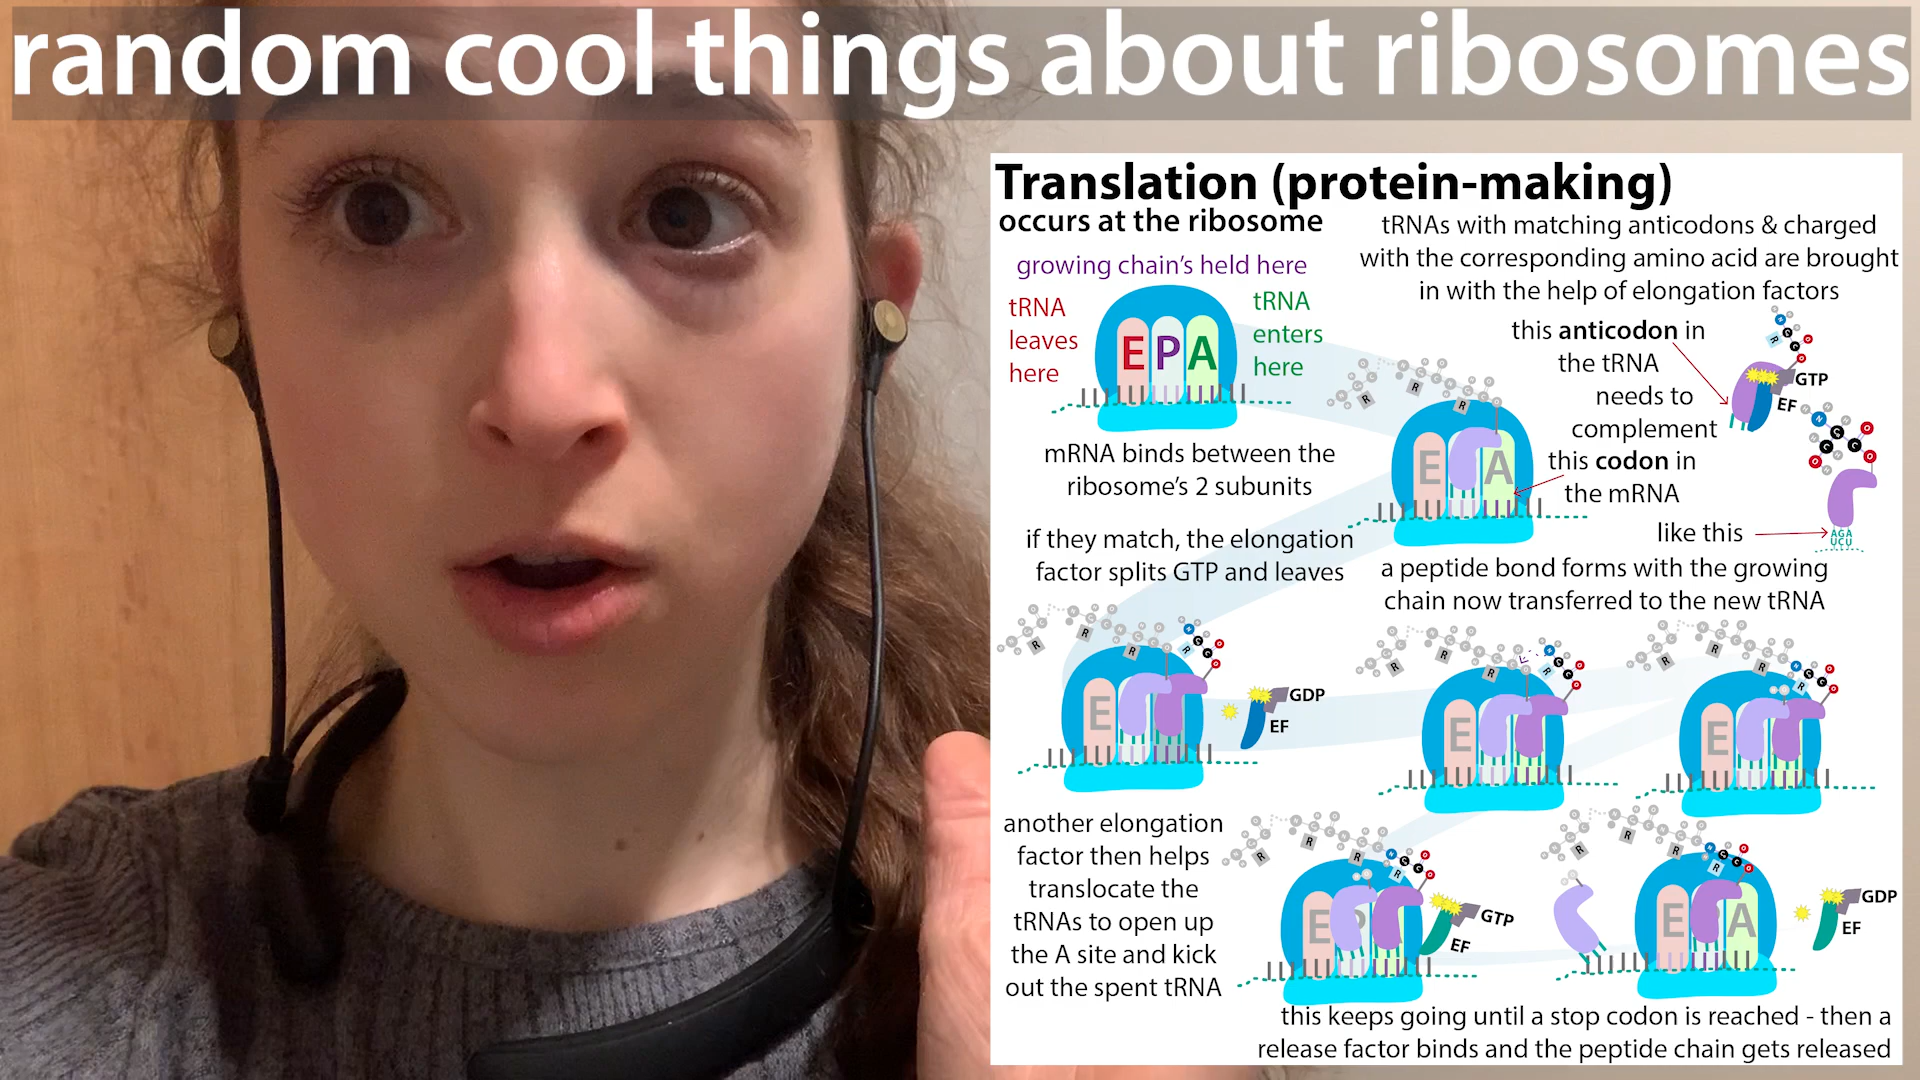 random cool things about ribosomes
Translation (protein-making)
occurs at the ribosome
growing chain's held here
tRNA
leaves
here
E P A
tRNA
enters
here
mRNA binds between the
ribosome's 2 subunits
tRNAs with matching anticodons & charged
with the corresponding amino acid are brought
in with the help of elongation factors
this anticodon in
the tRNA
needs to
complement
this codon in
the mRNA
GTP
EF
like this
AGA
UCU
E A
if they match, the elongation
factor splits GTP and leaves
E
GDP
EF
a peptide bond forms with the growing
chain now transferred to the new tRNA
E
E
another elongation
factor then helps
translocate the
tRNAs to open up
the A site and kick
out the spent tRNA
E P A
GTP
EF
E P A
GDP
EF
this keeps going until a stop codon is reached - then a
release factor binds and the peptide chain gets released